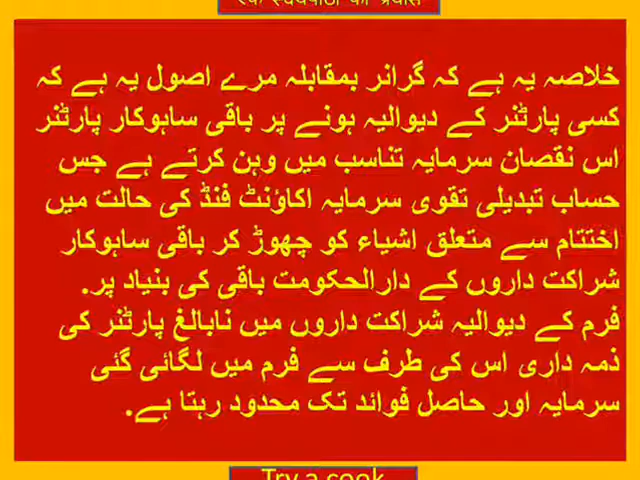 एक स्वयंपाठी का प्रयास
خلاصہ یہ ہے کہ گرانر بمقابلہ مرے اصول یہ ہے کہ
کسی پارٹنر کے دیوالیہ ہونے پر باقی ساہوکار پارٹنر
اس نقصان سرمایہ تناسب میں وہن کرتے ہے جس
حساب تبدیلی تقوی سرمایہ اکاؤنٹ فنڈ کی حالت میں
اختتام سے متعلق اشیاء کو چھوڑ کر باقی ساہوکار
شراکت داروں کے دارالحکومت باقی کی بنیاد پر.
فرم کے دیوالیہ شراکت داروں میں نابالغ پارٹنر کی
ذمہ داری اس کی طرف سے فرم میں لگائی گئی
سرمایہ اور حاصل فوائد تک محدود رہتا ہے.
Try a cook